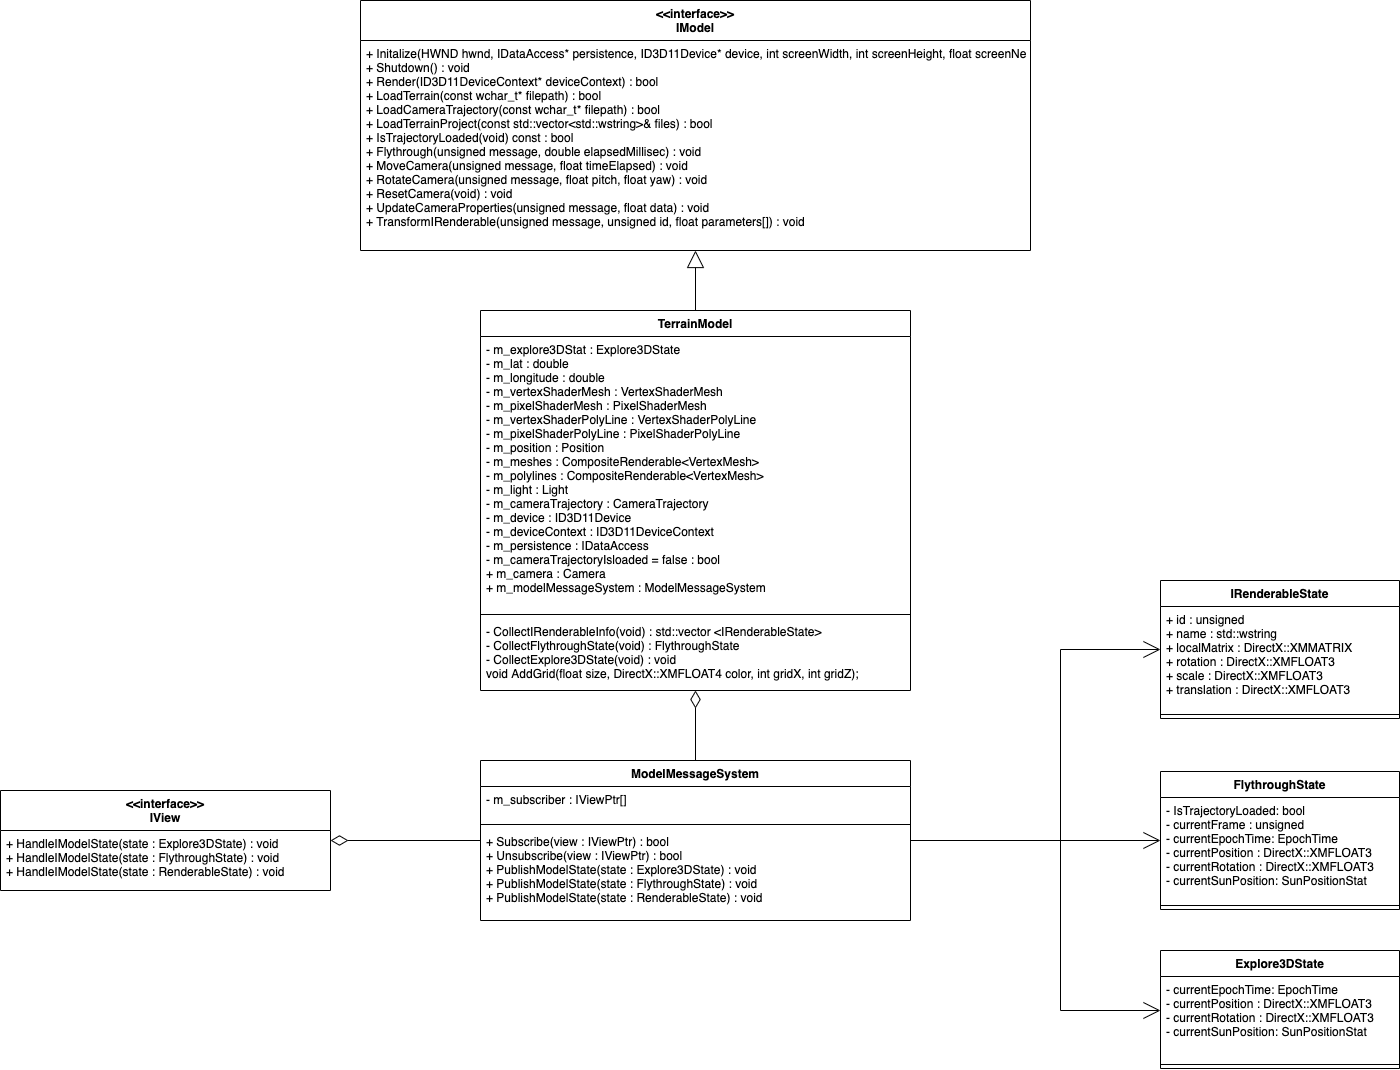 <<interface>>
IModel
+ Initalize(HWND hwnd, IDataAccess* persistence, ID3D11Device* device, int screenWidth, int screenHeight, float screenNe
+ Shutdown() : void
+ Render(ID3D11DeviceContext* deviceContext) : bool
+ LoadTerrain(const wchar_t* filepath) : bool
+ LoadCameraTrajectory(const wchar_t* filepath) : bool
+ LoadTerrainProject(const std::vector<std::wstring>& files) : bool
+ IsTrajectoryLoaded(void) const : bool
+ Flythrough(unsigned message, double elapsedMillisec) : void
+ MoveCamera(unsigned message, float timeElapsed) : void
+ RotateCamera(unsigned message, float pitch, float yaw) : void
+ ResetCamera(void) : void
+ UpdateCameraProperties(unsigned message, float data) : void
+ TransformIRenderable(unsigned message, unsigned id, float parameters[]) : void
TerrainModel
- m_explore3DStat : Explore3DState
- m_lat : double
- m_longitude : double
- m_vertexShaderMesh : VertexShaderMesh
- m_pixelShaderMesh : PixelShaderMesh
- m_vertexShaderPolyLine : VertexShaderPolyLine
- m_pixelShaderPolyLine : PixelShaderPolyLine
- m_position : Position
- m_meshes : CompositeRenderable<VertexMesh>
- m_polylines : CompositeRenderable<VertexMesh>
- m_light : Light
- m_cameraTrajectory : CameraTrajectory
- m_device : ID3D11Device
- m_deviceContext : ID3D11DeviceContext
- m_persistence : IDataAccess
- m_cameraTrajectoryIsloaded = false : bool
+ m_camera : Camera
+ m_modelMessageSystem : ModelMessageSystem
- CollectIRenderableInfo(void) : std::vector <IRenderableState>
- CollectFlythroughState(void) : FlythroughState
- CollectExplore3DState(void) : void
void AddGrid(float size, DirectX::XMFLOAT4 color, int gridX, int gridZ);
IRenderableState
+ id : unsigned
+ name : std::wstring
+ localMatrix : DirectX::XMMATRIX
+ rotation : DirectX::XMFLOAT3
+ scale : DirectX::XMFLOAT3
+ translation : DirectX::XMFLOAT3
<<interface>>
IView
+ HandleIModelState(state : Explore3DState) : void
+ HandleIModelState(state : FlythroughState) : void
+ HandleIModelState(state : RenderableState) : void
ModelMessageSystem
- m_subscriber : IViewPtr[]
+ Subscribe(view : IViewPtr) : bool
+ Unsubscribe(view : IViewPtr) : bool
+ PublishModelState(state : Explore3DState) : void
+ PublishModelState(state : FlythroughState) : void
+ PublishModelState(state : RenderableState) : void
FlythroughState
- IsTrajectoryLoaded: bool
- currentFrame : unsigned
- currentEpochTime: EpochTime
- currentPosition : DirectX::XMFLOAT3
- currentRotation : DirectX::XMFLOAT3
- currentSunPosition: SunPositionStat
Explore3DState
- currentEpochTime: EpochTime
- currentPosition : DirectX::XMFLOAT3
- currentRotation : DirectX::XMFLOAT3
- currentSunPosition: SunPositionStat